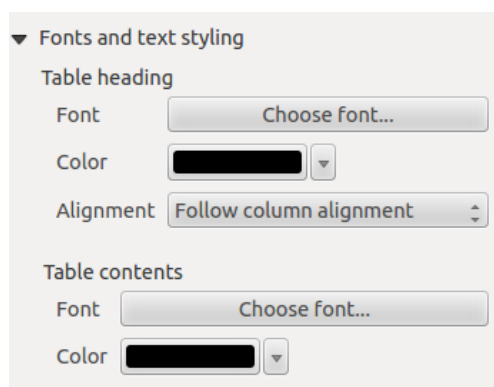 Fonts and text styling
Table heading
Font Choose font...
Color
Alignment Follow column alignment
Table contents
Font Choose font...
Color